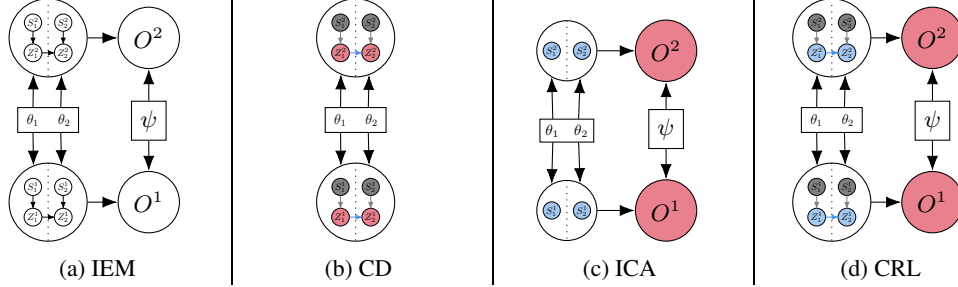 S₁² S₂² Z₁² Z₂² O²
θ₁ θ₂ ψ
S₁¹ S₂¹ Z₁¹ Z₂¹ O¹
(a) IEM
S₁² S₂² Z₁² Z₂²
θ₁ θ₂
S₁¹ S₂¹ Z₁¹ Z₂¹
(b) CD
S₁² S₂² O²
θ₁ θ₂ ψ
S₁¹ S₂¹ O¹
(c) ICA
S₁² S₂² Z₁² Z₂² O²
θ₁ θ₂ ψ
S₁¹ S₂¹ Z₁¹ Z₂¹ O¹
(d) CRL